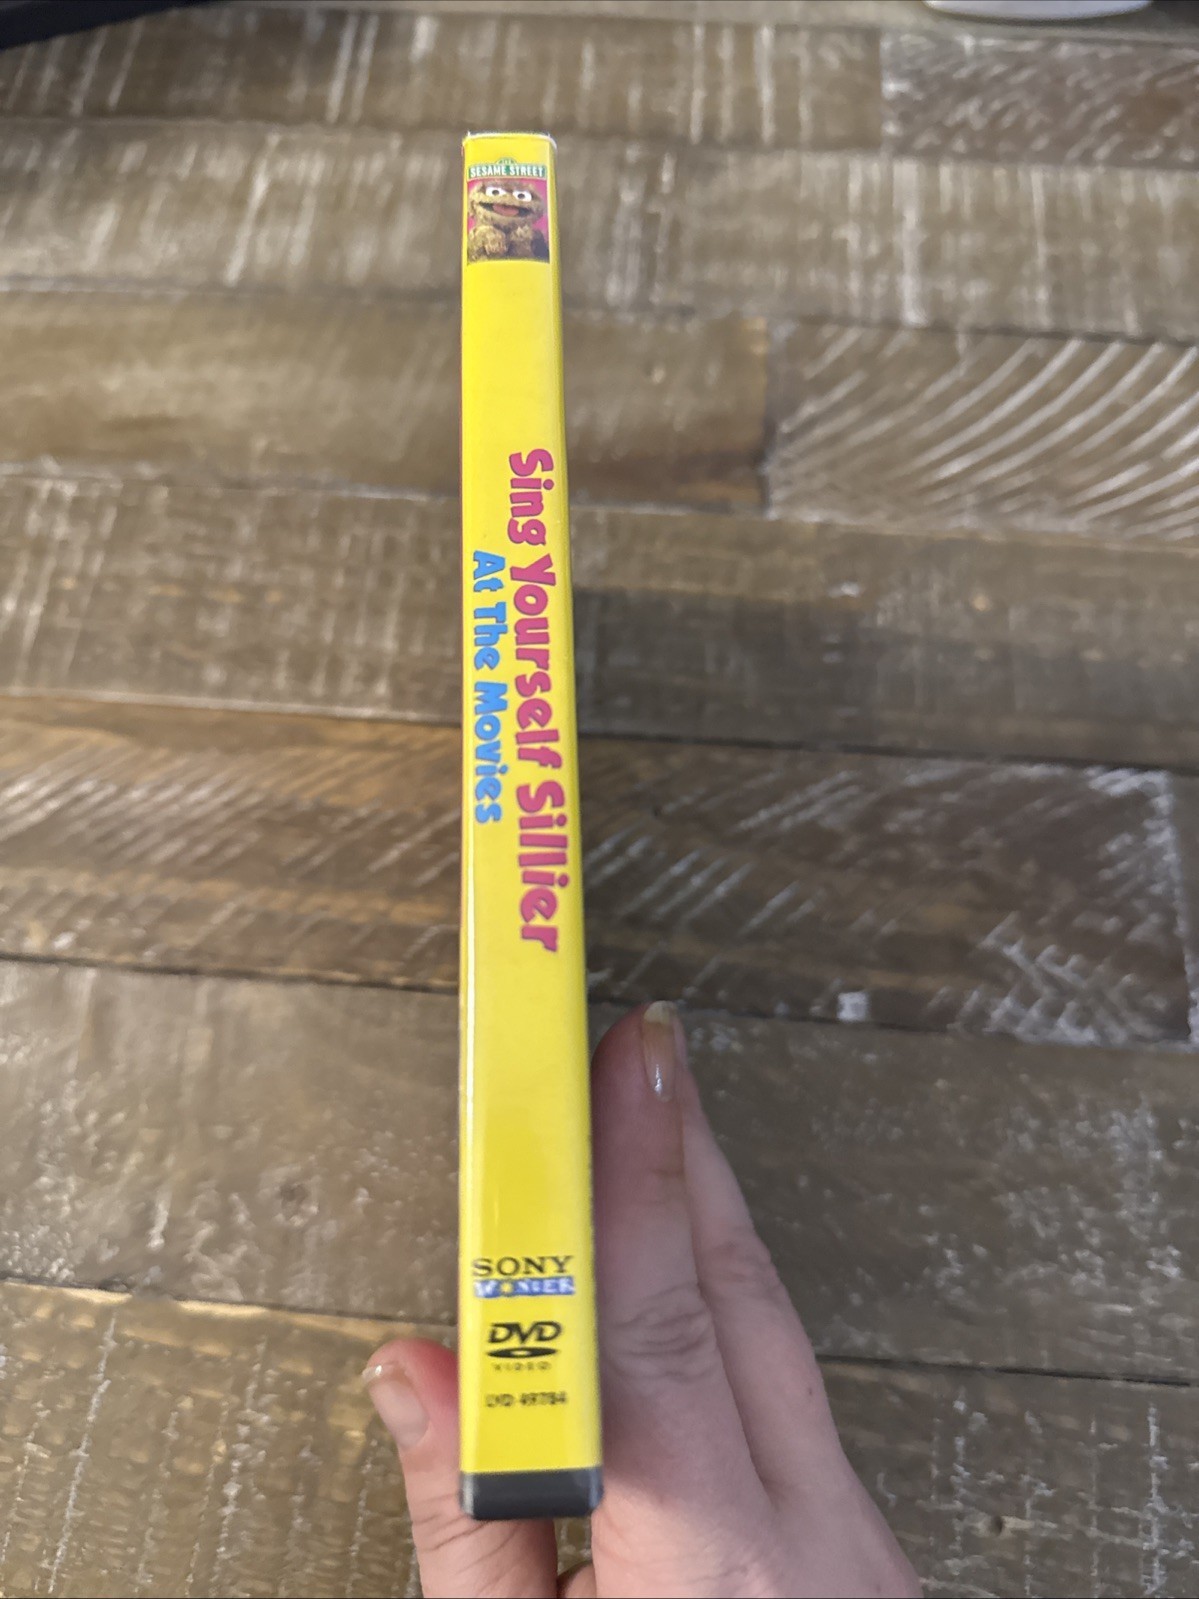 SESAME STREET
Sing Yourself Sillier
At The Movies
SONY
WONDER
DVD
VIDEO
LVD 49784